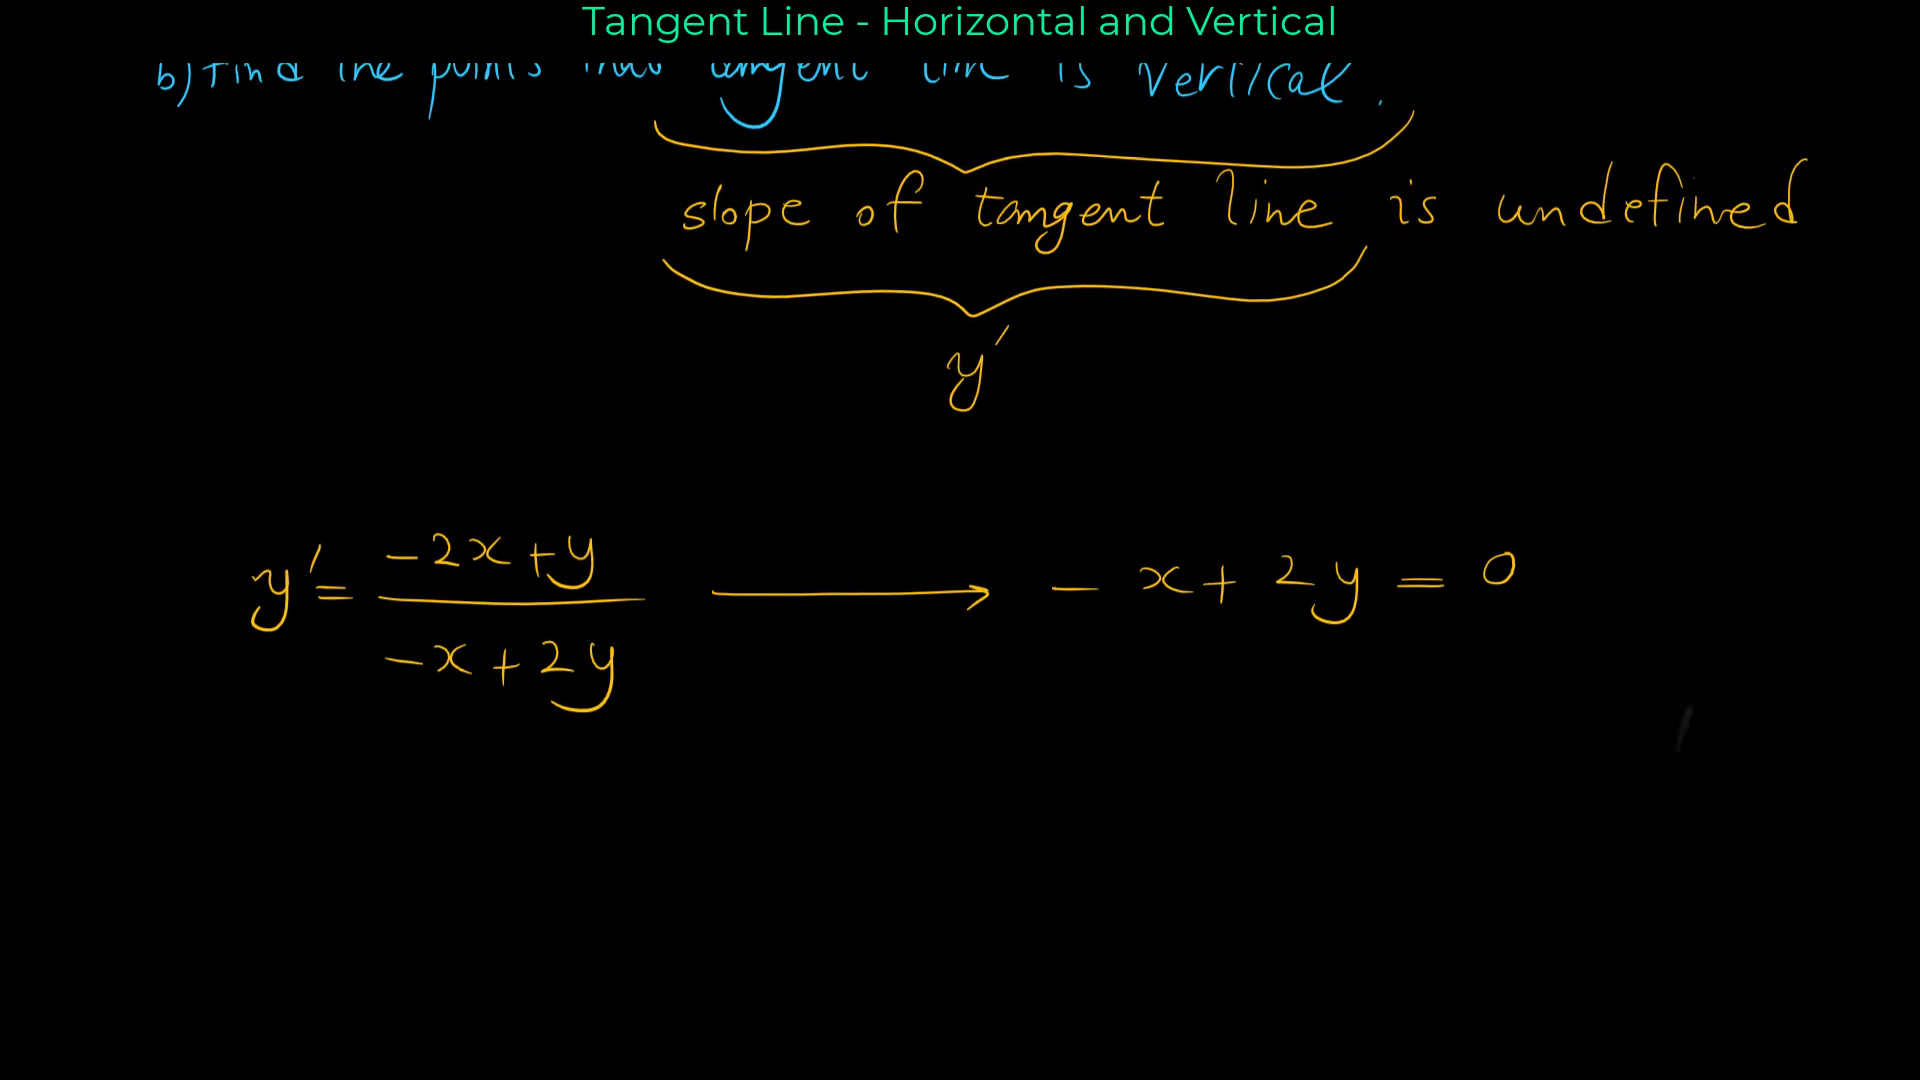 Tangent Line - Horizontal and Vertical
b) Find the points that tangent line is vertical.
slope of tangent line is undefined
y'
y' = \frac{-2x+y}{-x+2y} → -x+2y=0